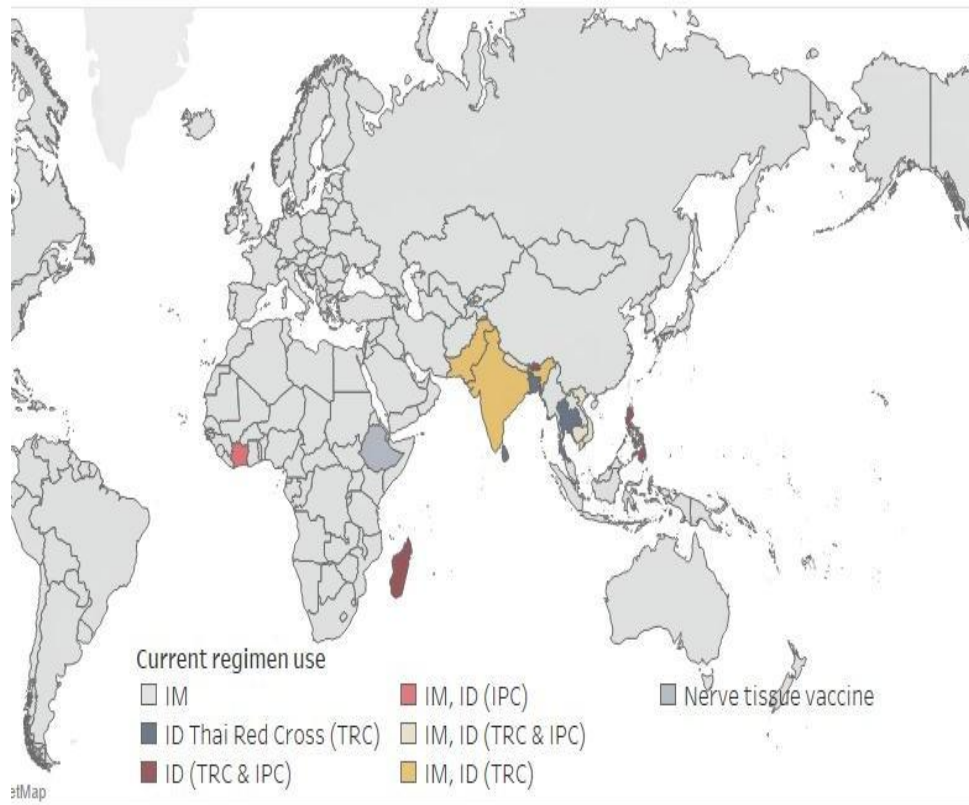 Current regimen use
IM
IM, ID (IPC)
Nerve tissue vaccine
ID Thai Red Cross (TRC)
IM, ID (TRC & IPC)
ID (TRC & IPC)
IM, ID (TRC)
etMap